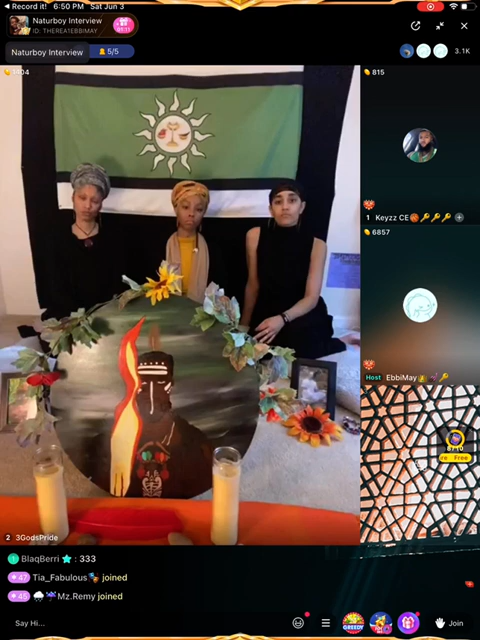 Record it! 6:50 PM Sat Jun 3
Naturboy Interview
ID: THEREA1EBBIMAY
Naturboy Interview
5/5
3.1K
815
1 Keyzz CE
6857
Host EbbiMay
Free
2 3GodsPride
BlaqBerri : 333
47 Tia_Fabulous joined
Mz.Remy joined
Say Hi...
GREEDY
Join